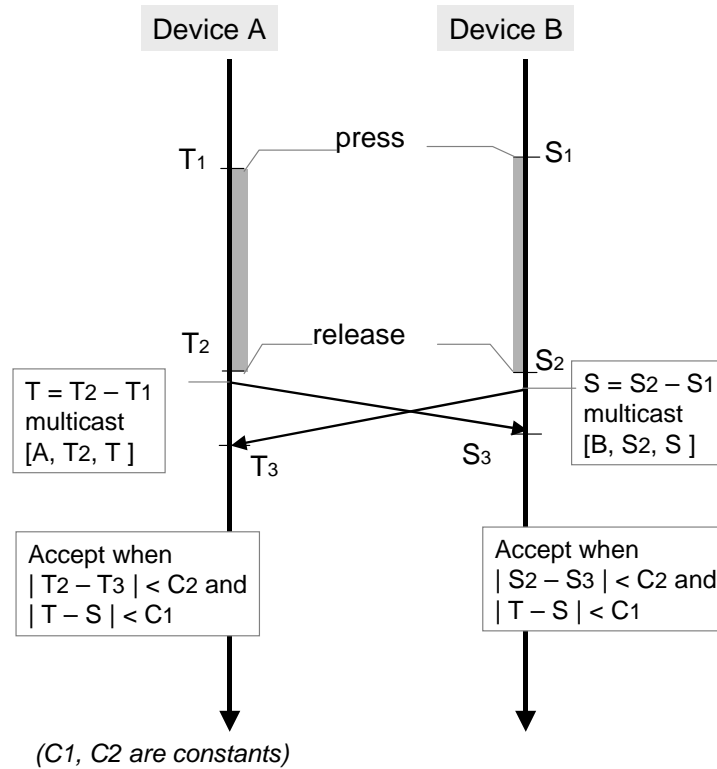 Device A
Device B
press
T1
S1
release
T2
S2
T = T2 – T1
multicast
[A, T2, T ]
S = S2 – S1
multicast
[B, S2, S ]
T3
S3
Accept when
| T2 – T3 | < C2 and
| T – S | < C1
Accept when
| S2 – S3 | < C2 and
| T – S | < C1
(C1, C2 are constants)